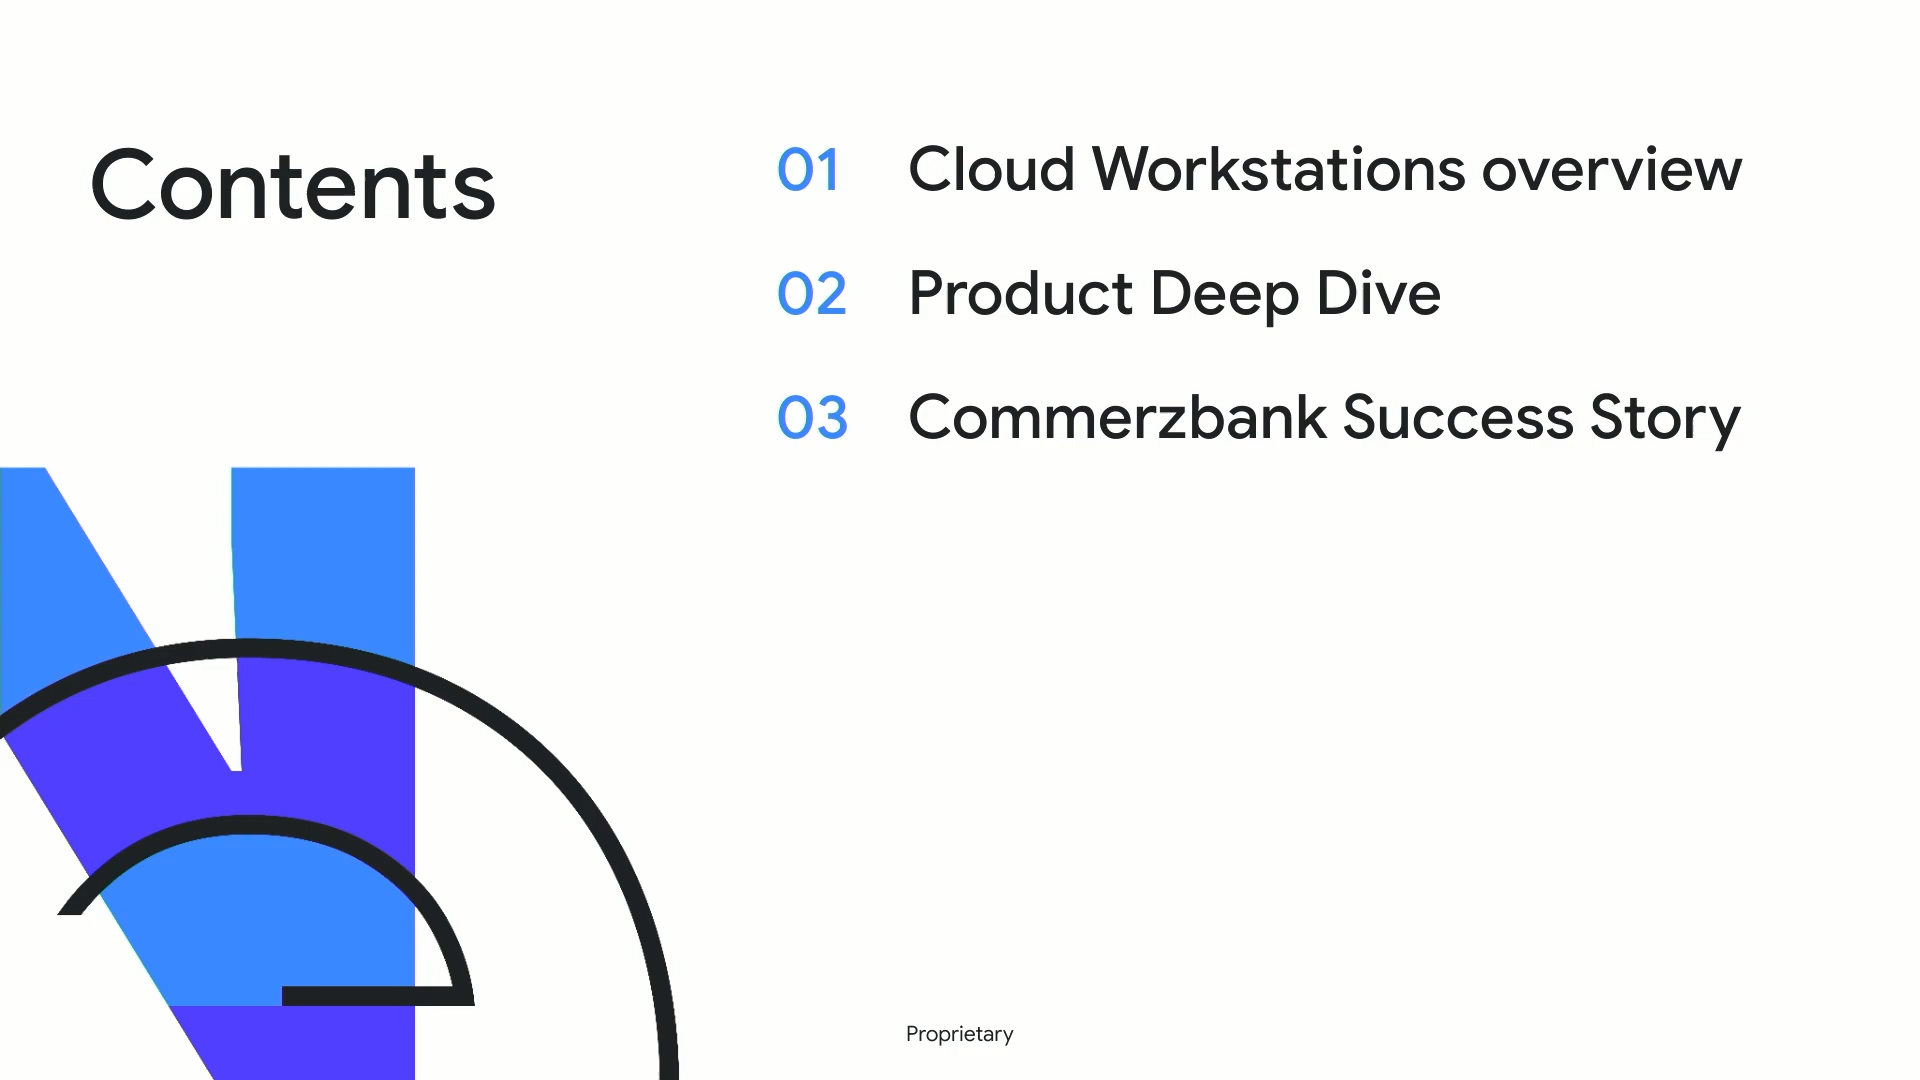 Contents
01 Cloud Workstations overview
02 Product Deep Dive
03 Commerzbank Success Story
Proprietary